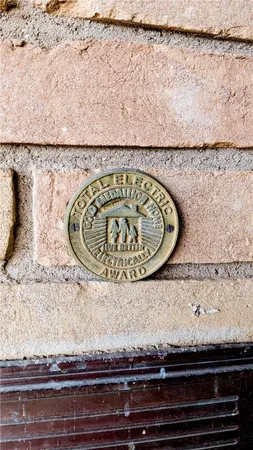 TOTAL ELECTRIC
GOLD MEDALLION HOME
LIVE BETTER
ELECTRICALLY
AWARD